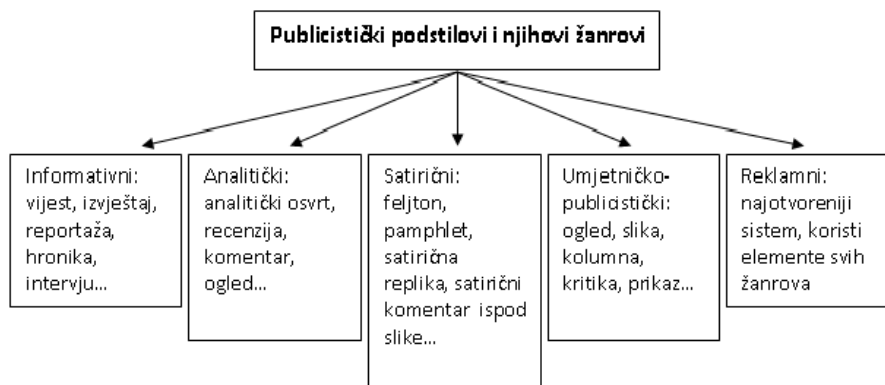 Publicistički podstilovi i njihovi žanrovi
Informativni:
vijest, izvještaj,
reportaža,
hronika,
intervju...
Analitički:
analitički osvrt,
recenzija,
komentar,
ogled...
Satirični:
feljton,
pamphlet,
satirična
replika, satirični
komentar ispod
slike...
Umjetničko-
publicistički:
ogled, slika,
kolumna,
kritika, prikaz...
Reklamni:
najotvoreniji
sistem, koristi
elemente svih
žanrova